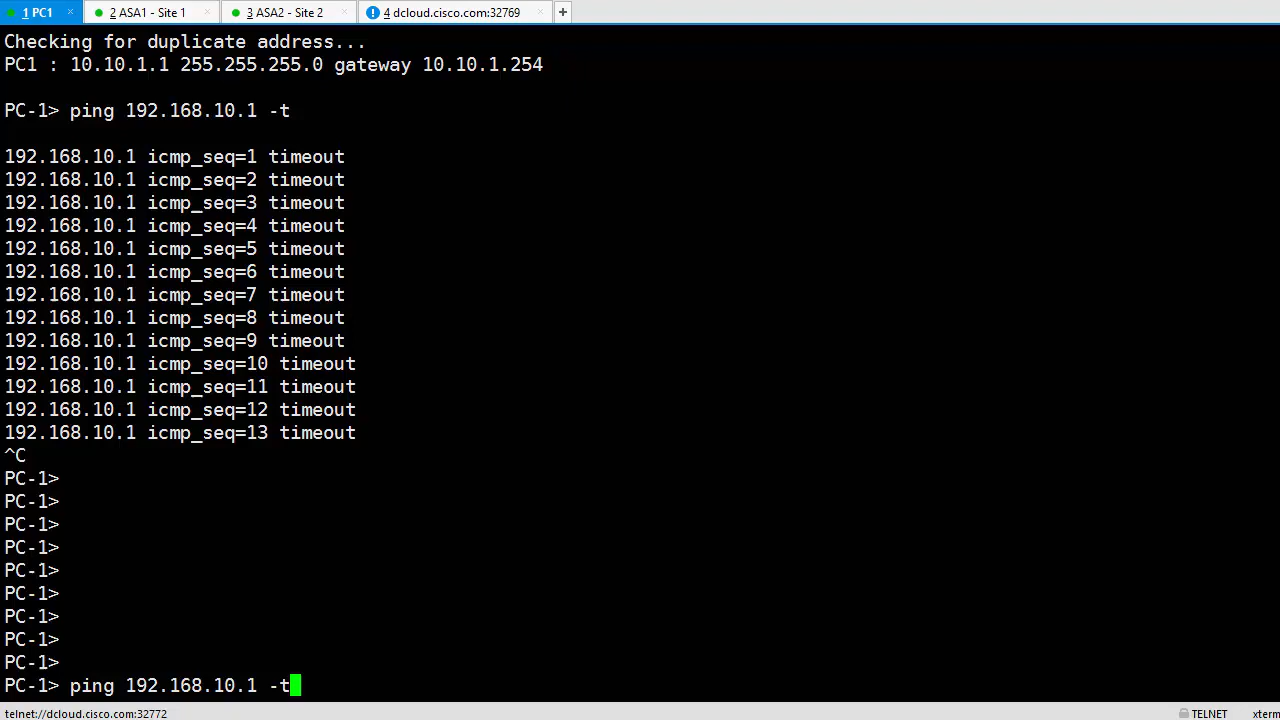 1 PC1 × 2 ASA1 - Site 1 × 3 ASA2 - Site 2 × 4 dcloud.cisco.com:32769 × +
Checking for duplicate address...
PC1 : 10.10.1.1 255.255.255.0 gateway 10.10.1.254
PC-1> ping 192.168.10.1 -t
192.168.10.1 icmp_seq=1 timeout
192.168.10.1 icmp_seq=2 timeout
192.168.10.1 icmp_seq=3 timeout
192.168.10.1 icmp_seq=4 timeout
192.168.10.1 icmp_seq=5 timeout
192.168.10.1 icmp_seq=6 timeout
192.168.10.1 icmp_seq=7 timeout
192.168.10.1 icmp_seq=8 timeout
192.168.10.1 icmp_seq=9 timeout
192.168.10.1 icmp_seq=10 timeout
192.168.10.1 icmp_seq=11 timeout
192.168.10.1 icmp_seq=12 timeout
192.168.10.1 icmp_seq=13 timeout
^C
PC-1>
PC-1>
PC-1>
PC-1>
PC-1>
PC-1>
PC-1>
PC-1>
PC-1>
PC-1> ping 192.168.10.1 -t
telnet://dcloud.cisco.com:32772 TELNET xterm